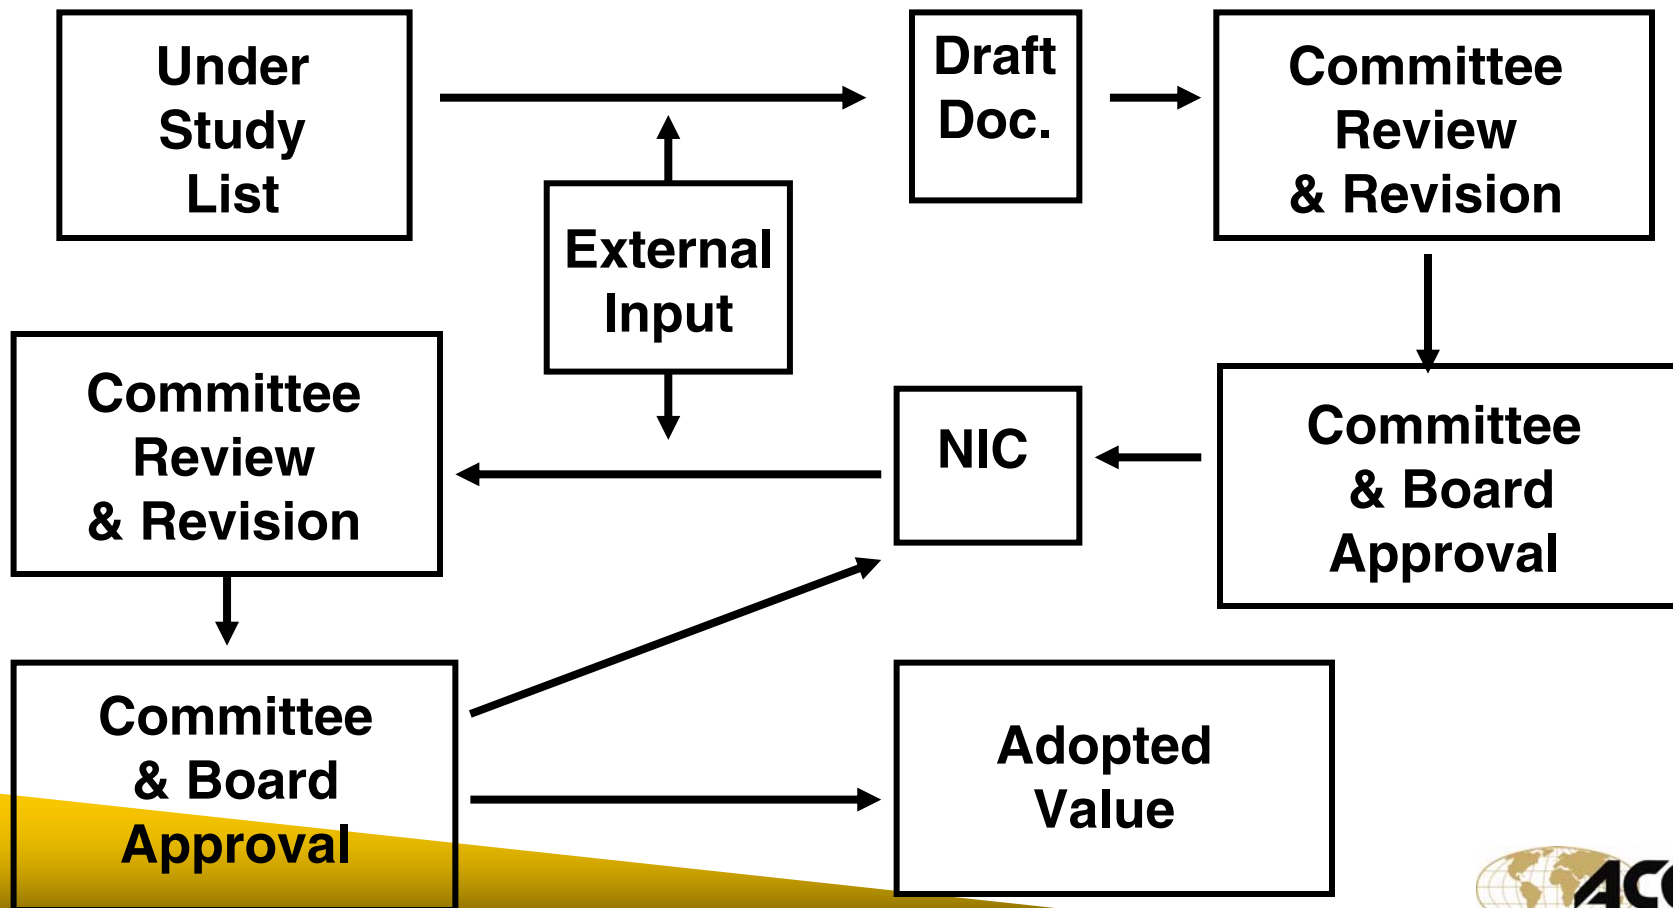 Under
Study
List
Draft
Doc.
Committee
Review
& Revision
External
Input
Committee
Review
& Revision
NIC
Committee
& Board
Approval
Committee
& Board
Approval
Adopted
Value